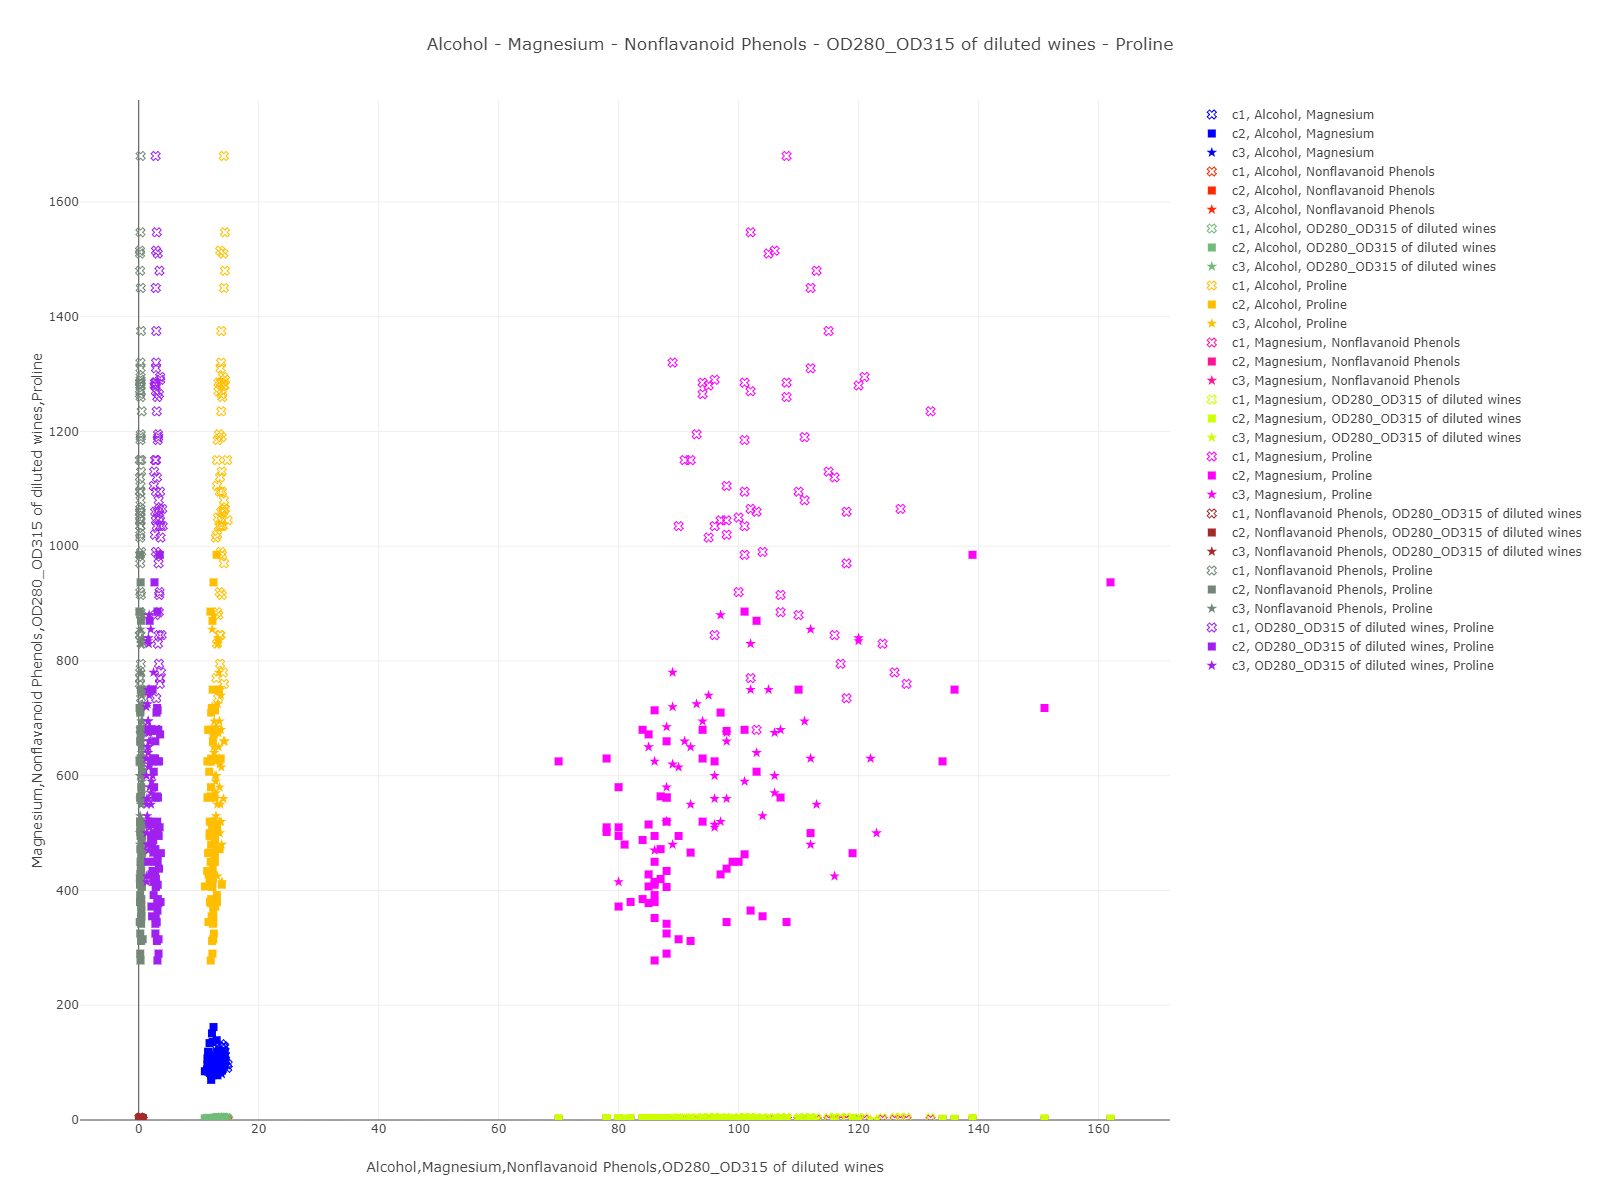 Alcohol - Magnesium - Nonflavanoid Phenols - OD280_OD315 of diluted wines - Proline
Magnesium,Nonflavanoid Phenols,OD280_OD315 of diluted wines,Proline
1600
1400
1200
1000
800
600
400
200
0
0 20 40 60 80 100 120 140 160
Alcohol,Magnesium,Nonflavanoid Phenols,OD280_OD315 of diluted wines
c1, Alcohol, Magnesium
c2, Alcohol, Magnesium
c3, Alcohol, Magnesium
c1, Alcohol, Nonflavanoid Phenols
c2, Alcohol, Nonflavanoid Phenols
c3, Alcohol, Nonflavanoid Phenols
c1, Alcohol, OD280_OD315 of diluted wines
c2, Alcohol, OD280_OD315 of diluted wines
c3, Alcohol, OD280_OD315 of diluted wines
c1, Alcohol, Proline
c2, Alcohol, Proline
c3, Alcohol, Proline
c1, Magnesium, Nonflavanoid Phenols
c2, Magnesium, Nonflavanoid Phenols
c3, Magnesium, Nonflavanoid Phenols
c1, Magnesium, OD280_OD315 of diluted wines
c2, Magnesium, OD280_OD315 of diluted wines
c3, Magnesium, OD280_OD315 of diluted wines
c1, Magnesium, Proline
c2, Magnesium, Proline
c3, Magnesium, Proline
c1, Nonflavanoid Phenols, OD280_OD315 of diluted wines
c2, Nonflavanoid Phenols, OD280_OD315 of diluted wines
c3, Nonflavanoid Phenols, OD280_OD315 of diluted wines
c1, Nonflavanoid Phenols, Proline
c2, Nonflavanoid Phenols, Proline
c3, Nonflavanoid Phenols, Proline
c1, OD280_OD315 of diluted wines, Proline
c2, OD280_OD315 of diluted wines, Proline
c3, OD280_OD315 of diluted wines, Proline